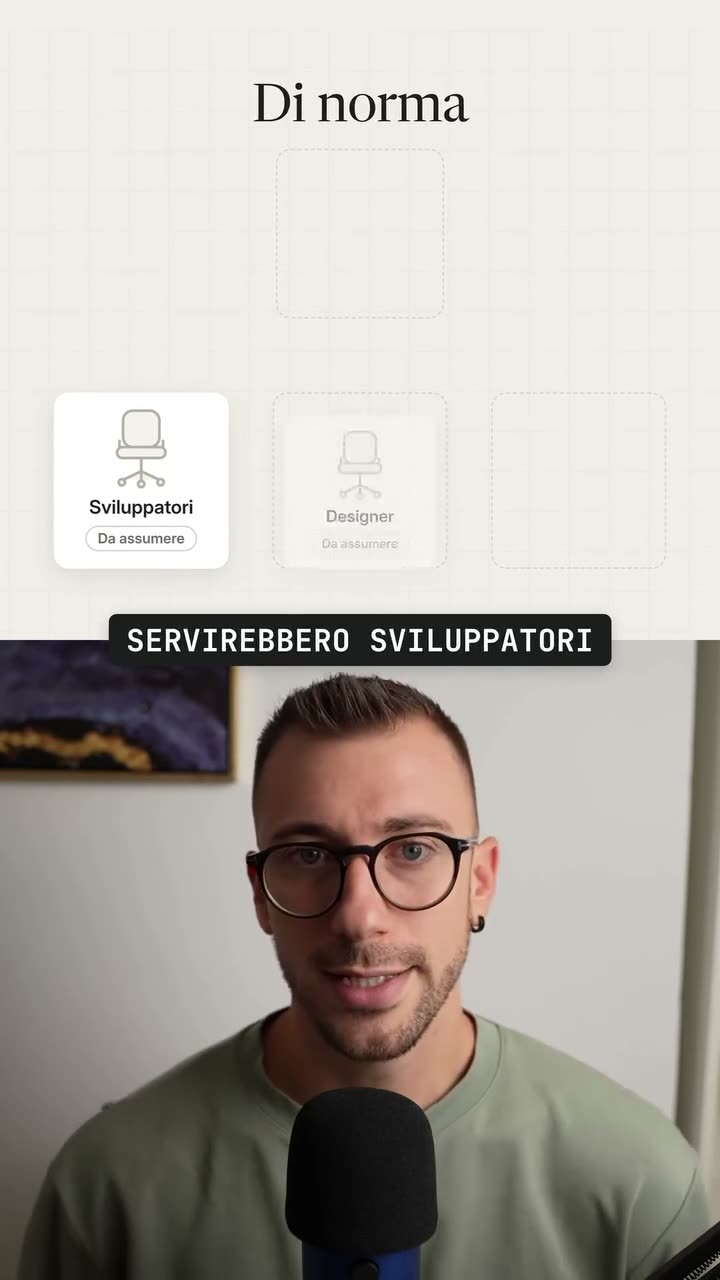 Di norma
Sviluppatori
Da assumere
Designer
Da assumere
SERVIREBBERO SVILUPPATORI